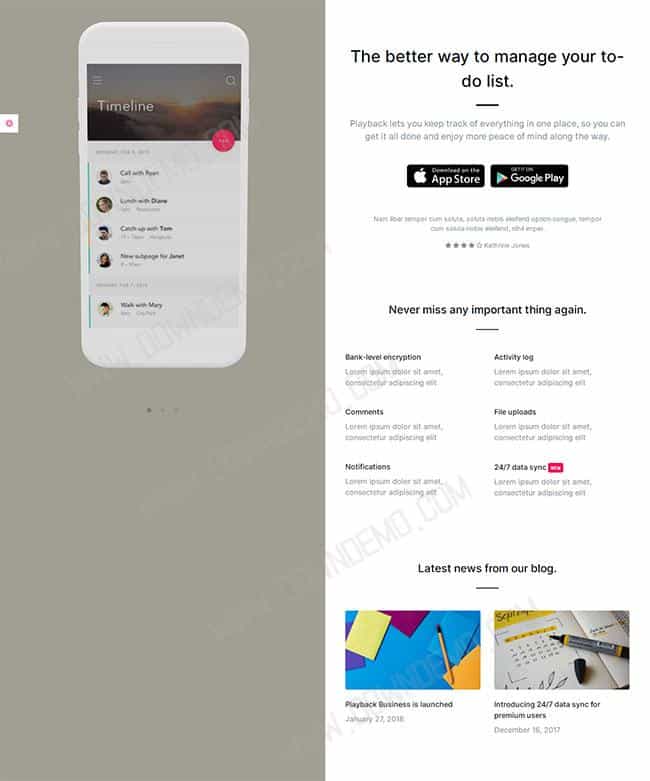 Timeline
Call with Ryan
Lunch with Diane
Catch up with Tom
New subpage for Janet
Walk with Mary
The better way to manage your to-
do list.
Playback lets you keep track of everything in one place, so you can
get it all done and enjoy more peace of mind along the way.
Download on the
App Store
GET IT ON
Google Play
Nam liber tempor cum soluta, soluta nobis eleifend option congue, tempor
cum soluta nobis eleifend, nihil imper.
Kathrine Jones
Never miss any important thing again.
Bank-level encryption
Lorem ipsum dolor sit amet,
consectetur adipiscing elit
Activity log
Lorem ipsum dolor sit amet,
consectetur adipiscing elit
Comments
Lorem ipsum dolor sit amet,
consectetur adipiscing elit
File uploads
Lorem ipsum dolor sit amet,
consectetur adipiscing elit
Notifications
Lorem ipsum dolor sit amet,
consectetur adipiscing elit
24/7 data sync NEW
Lorem ipsum dolor sit amet,
consectetur adipiscing elit
Latest news from our blog.
Playback Business is launched
January 27, 2018
Introducing 24/7 data sync for
premium users
December 16, 2017
WWW.DOWNDEMO.COM